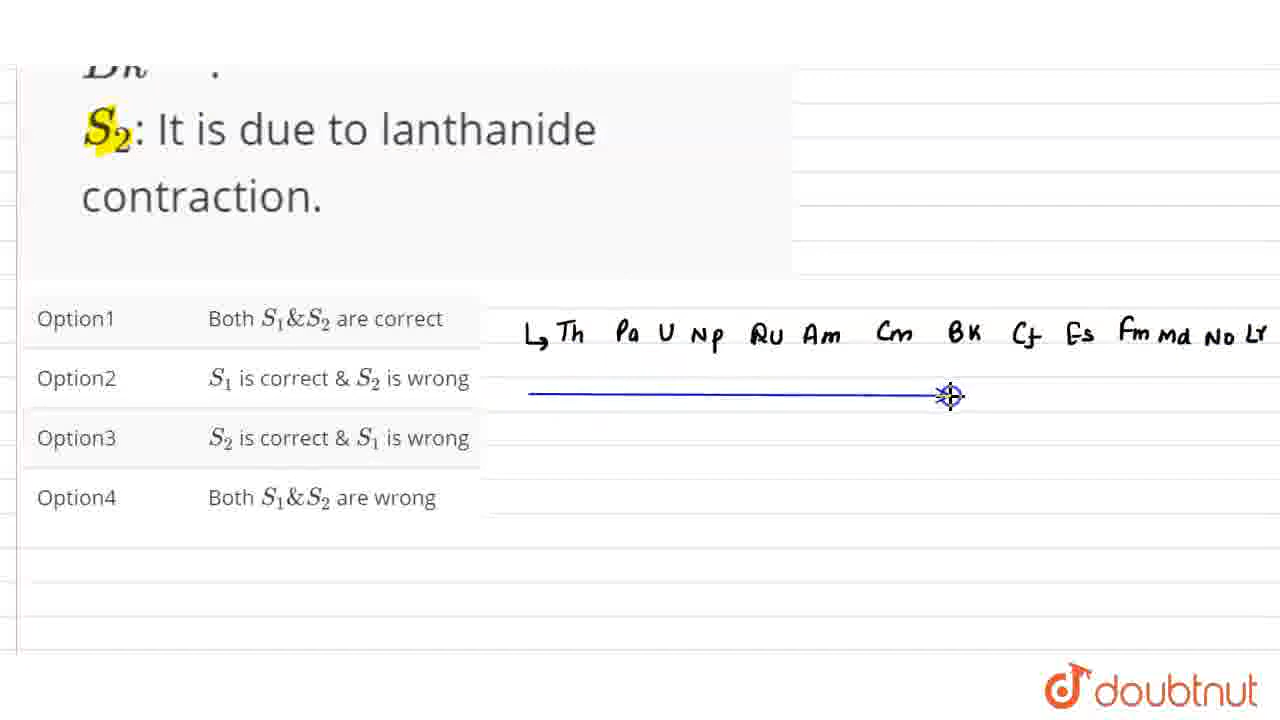 S₂: It is due to lanthanide
contraction.
Option1 Both S₁&S₂ are correct
Option2 S₁ is correct & S₂ is wrong
Option3 S₂ is correct & S₁ is wrong
Option4 Both S₁&S₂ are wrong
↳ Th Pa U Np Ru Am Cm BK Cf Es Fm Md No Lr
doubtnut